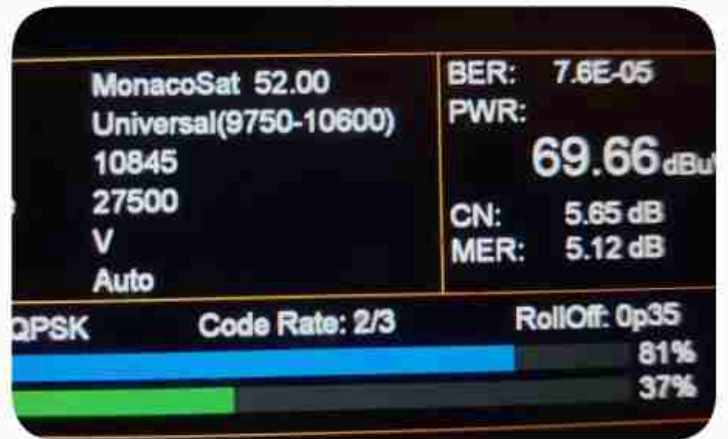 MonacoSat 52.00
Universal(9750-10600)
10845
27500
V
Auto
BER: 7.6E-05
PWR:
69.66 dBu
CN: 5.65 dB
MER: 5.12 dB
QPSK Code Rate: 2/3 RollOff: 0p35
81%
37%